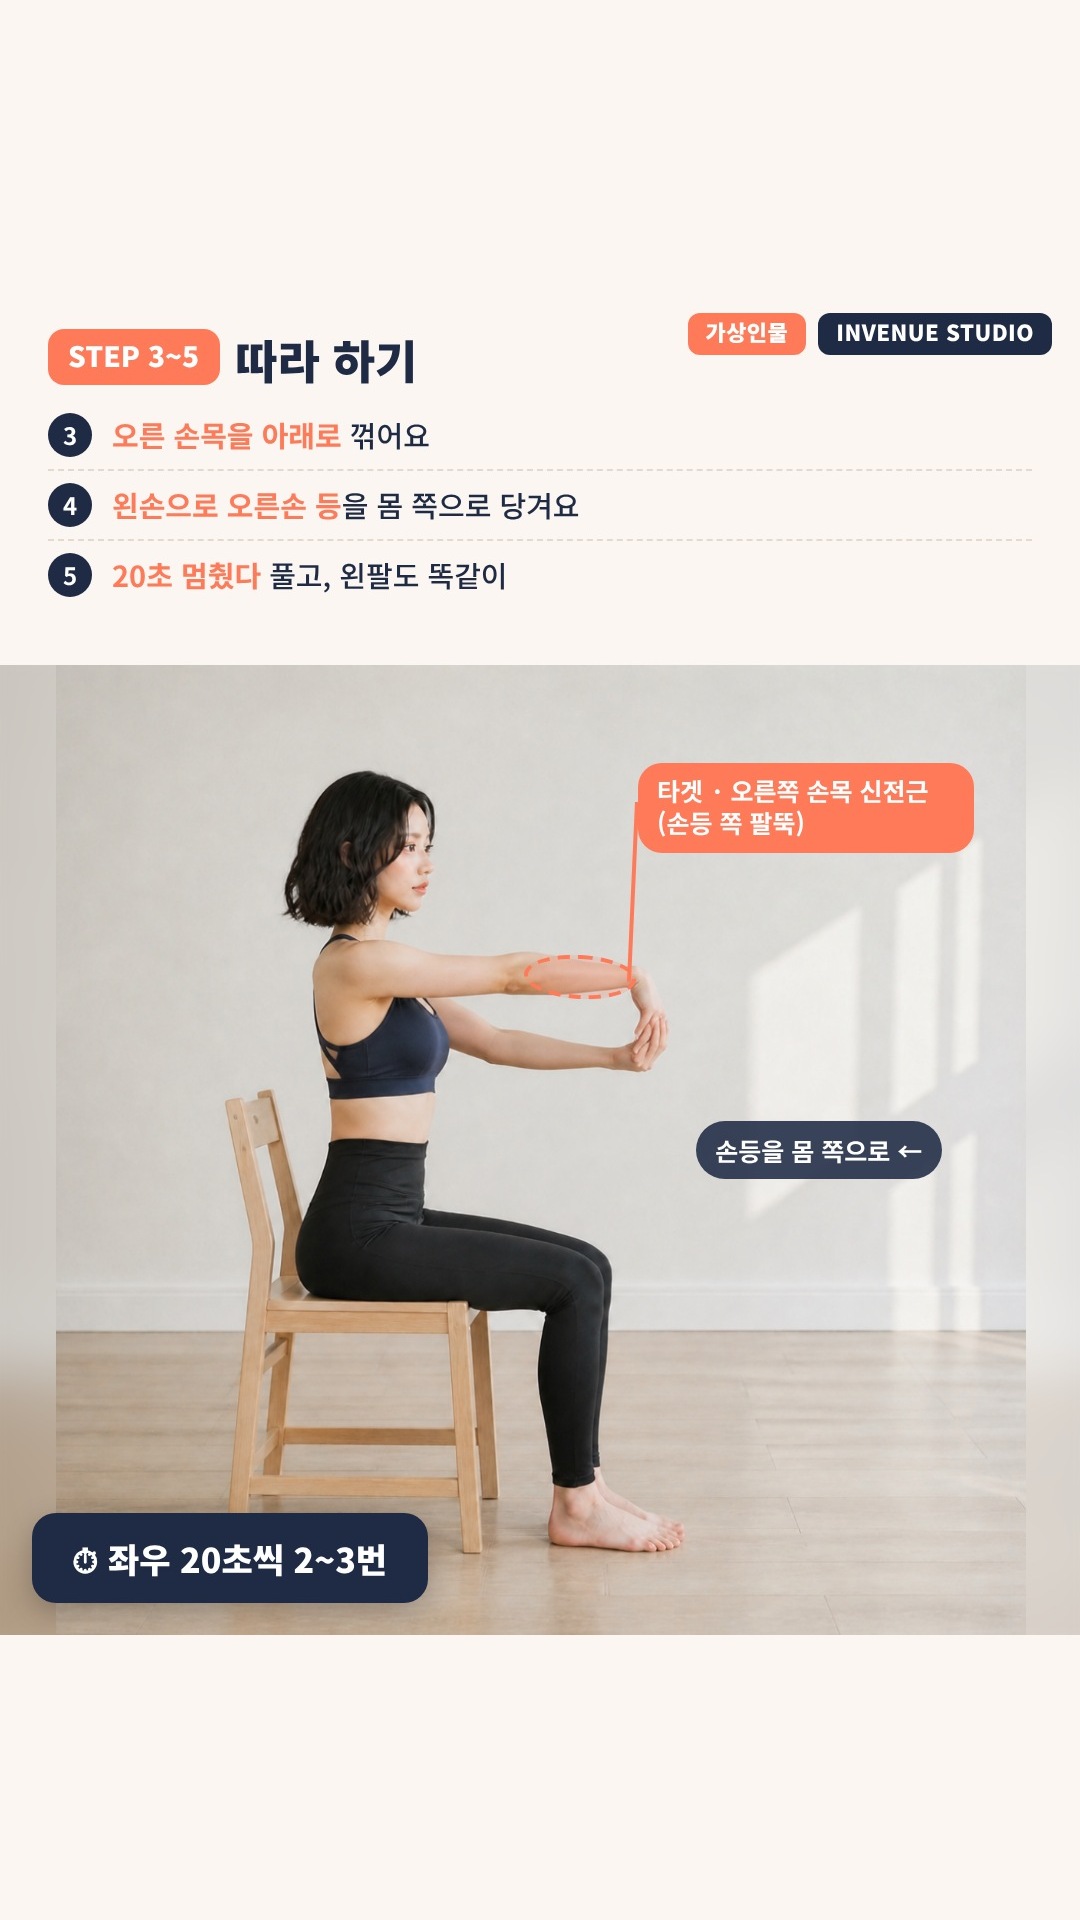 가상인물
INVENUE STUDIO
STEP 3~5
따라 하기
3 오른 손목을 아래로 꺾어요
4 왼손으로 오른손 등을 몸 쪽으로 당겨요
5 20초 멈췄다 풀고, 왼팔도 똑같이
타겟 · 오른쪽 손목 신전근
(손등 쪽 팔뚝)
손등을 몸 쪽으로 ←
⏱ 좌우 20초씩 2~3번